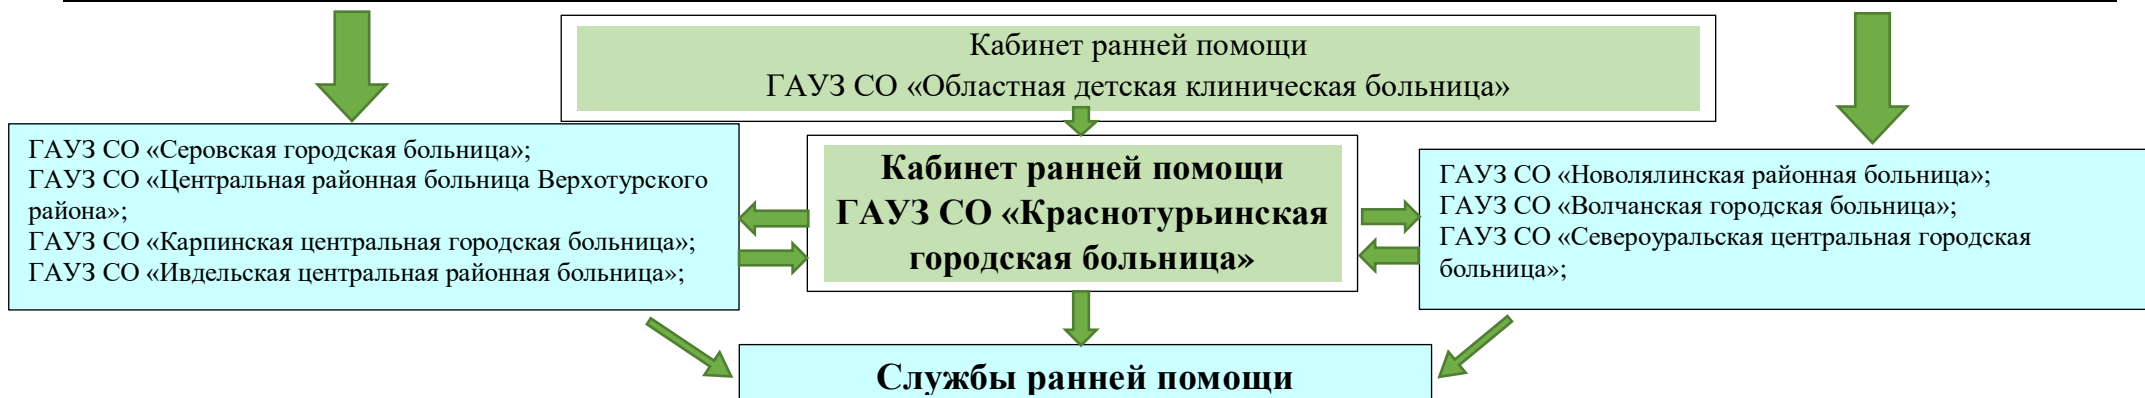 Кабинет ранней помощи
ГАУЗ СО «Областная детская клиническая больница»
ГАУЗ СО «Серовская городская больница»;
ГАУЗ СО «Центральная районная больница Верхотурского
района»;
ГАУЗ СО «Карпинская центральная городская больница»;
ГАУЗ СО «Ивдельская центральная районная больница»;
Кабинет ранней помощи
ГАУЗ СО «Краснотурьинская
городская больница»
ГАУЗ СО «Новолялинская районная больница»;
ГАУЗ СО «Волчанская городская больница»;
ГАУЗ СО «Североуральская центральная городская
больница»;
Службы ранней помощи